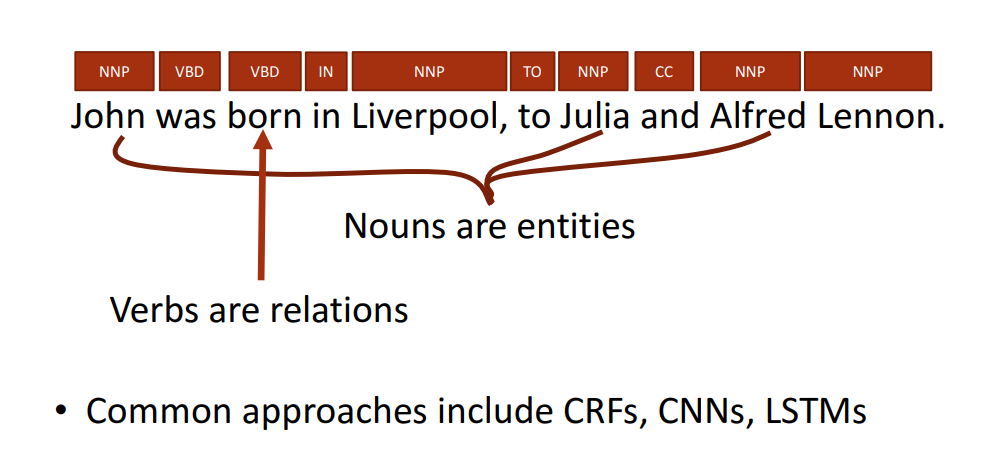 NNP VBD VBD IN NNP TO NNP CC NNP NNP
John was born in Liverpool, to Julia and Alfred Lennon.
Nouns are entities
Verbs are relations
• Common approaches include CRFs, CNNs, LSTMs